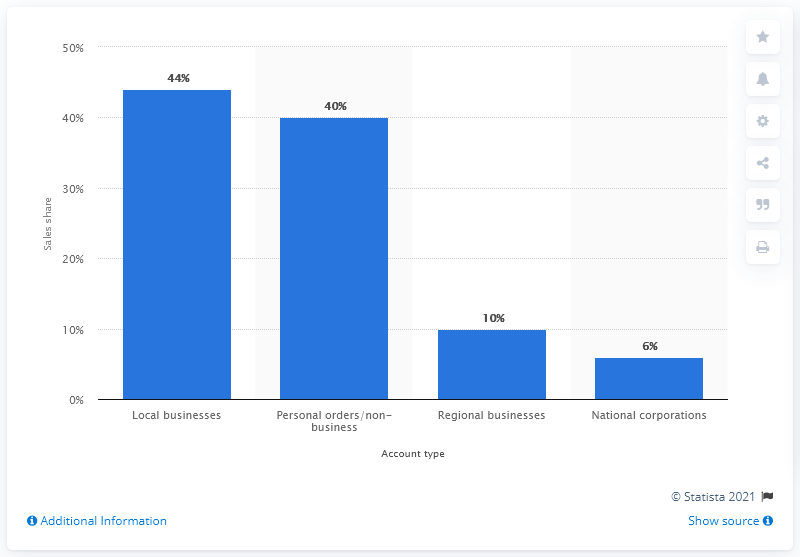 50%
44%
40%
40%
30%
Sales share
20%
10%
10%
6%
0%
Local businesses
Personal orders/non-
business
Regional businesses
National corporations
Account type
© Statista 2021
Additional Information
Show source